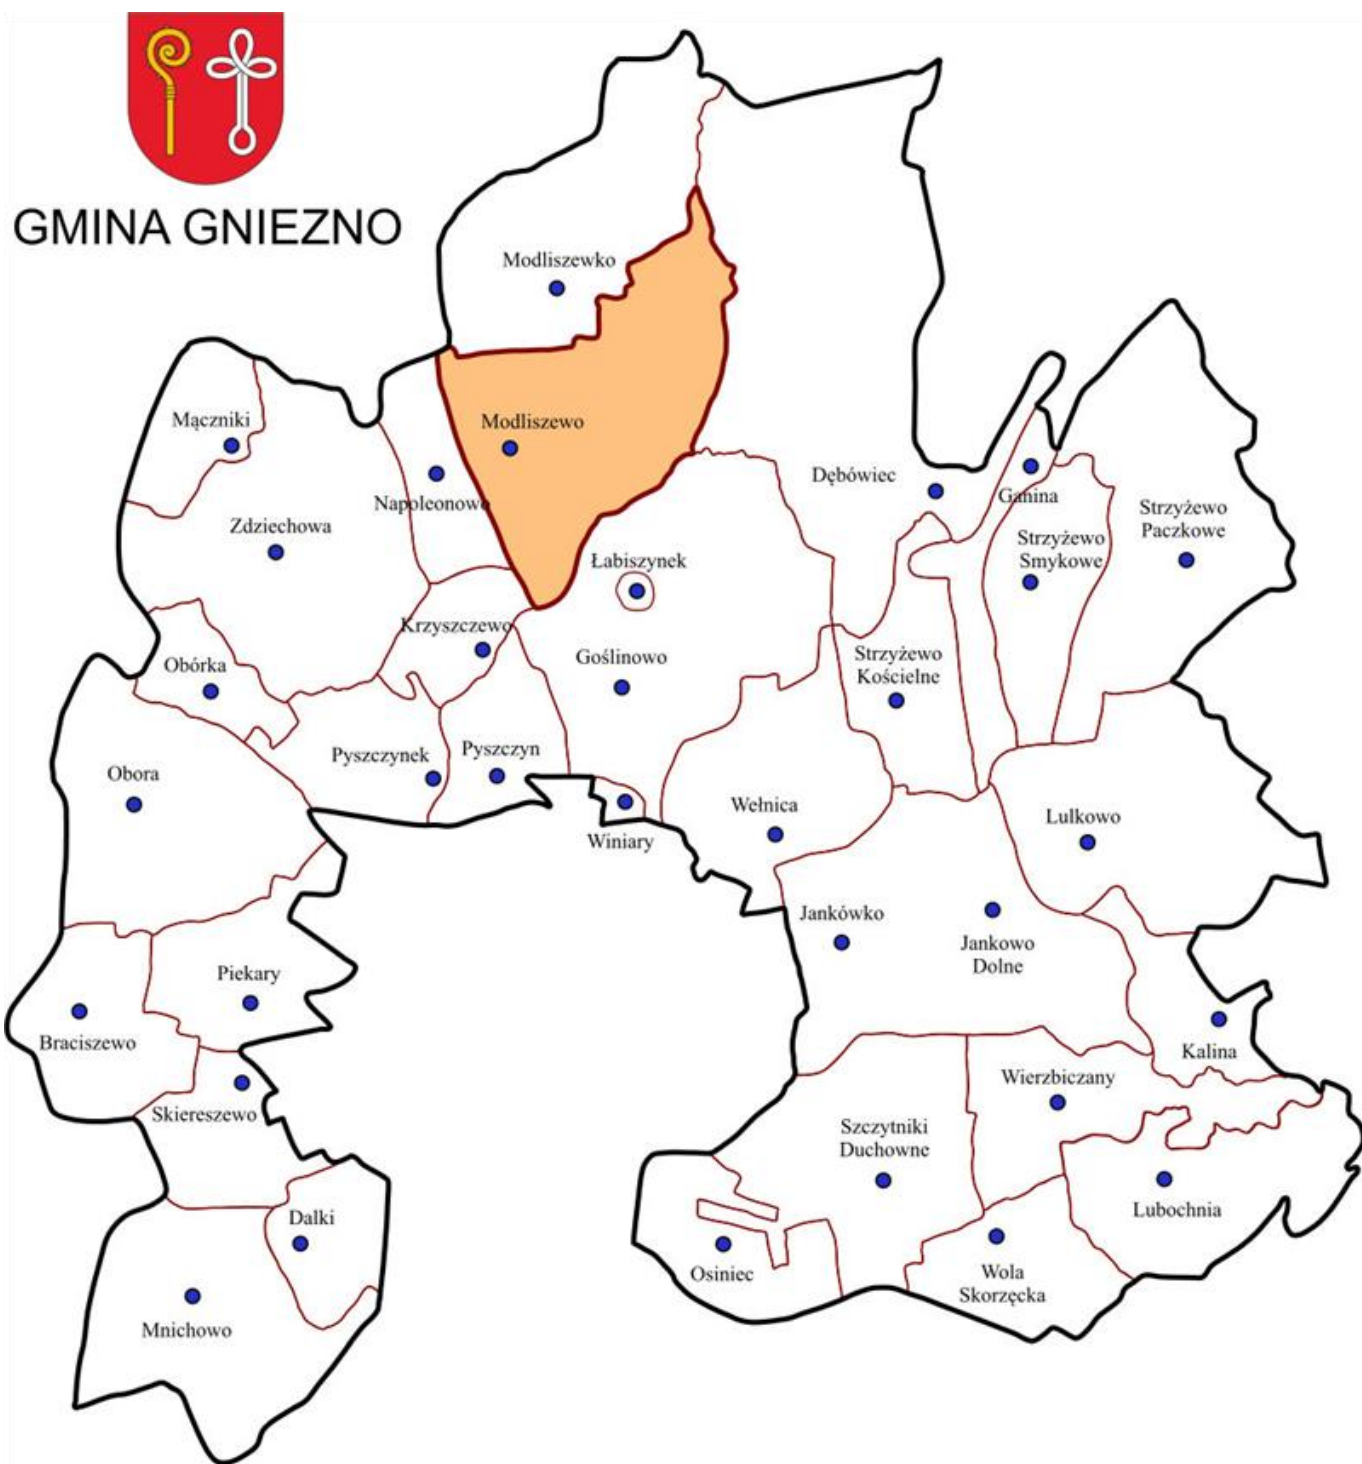 GMINA GNIEZNO
Modliszewko
Mączniki
Modliszewo
Dębówiec
Napoleonowo
Ganina
Strzyżewo
Paczkowe
Zdziechowa
Strzyżewo
Smykowe
Łabiszynek
Krzyszczewo
Goślinowo
Strzyżewo
Kościelne
Obórka
Pyszczynek
Pyszczyn
Obora
Wełnica
Lulkowo
Winiary
Jankówko
Jankowo
Dolne
Piekary
Braciszewo
Kalina
Wierzbiczany
Skiereszewo
Szczytniki
Duchowne
Lubochnia
Dalki
Osiniec
Wola
Skorzęcka
Mnichowo